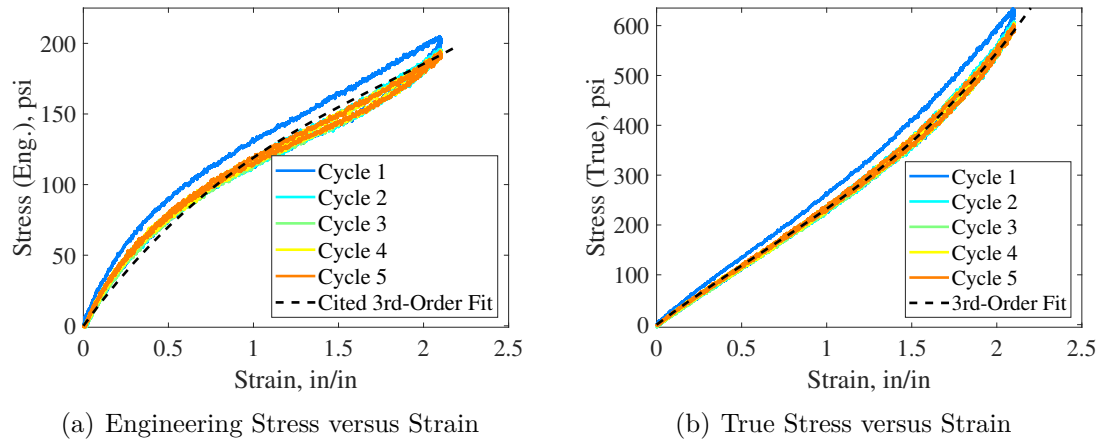 Stress (Eng.), psi
200
150
100
50
0
0
0.5
1
1.5
2
2.5
Strain, in/in
Cycle 1
Cycle 2
Cycle 3
Cycle 4
Cycle 5
Cited 3rd-Order Fit
(a) Engineering Stress versus Strain
Stress (True), psi
600
500
400
300
200
100
0
0
0.5
1
1.5
2
2.5
Strain, in/in
Cycle 1
Cycle 2
Cycle 3
Cycle 4
Cycle 5
3rd-Order Fit
(b) True Stress versus Strain